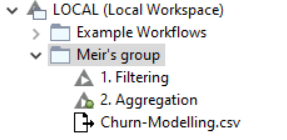 LOCAL (Local Workspace)
Example Workflows
Meir's group
1. Filtering
2. Aggregation
Churn-Modelling.csv